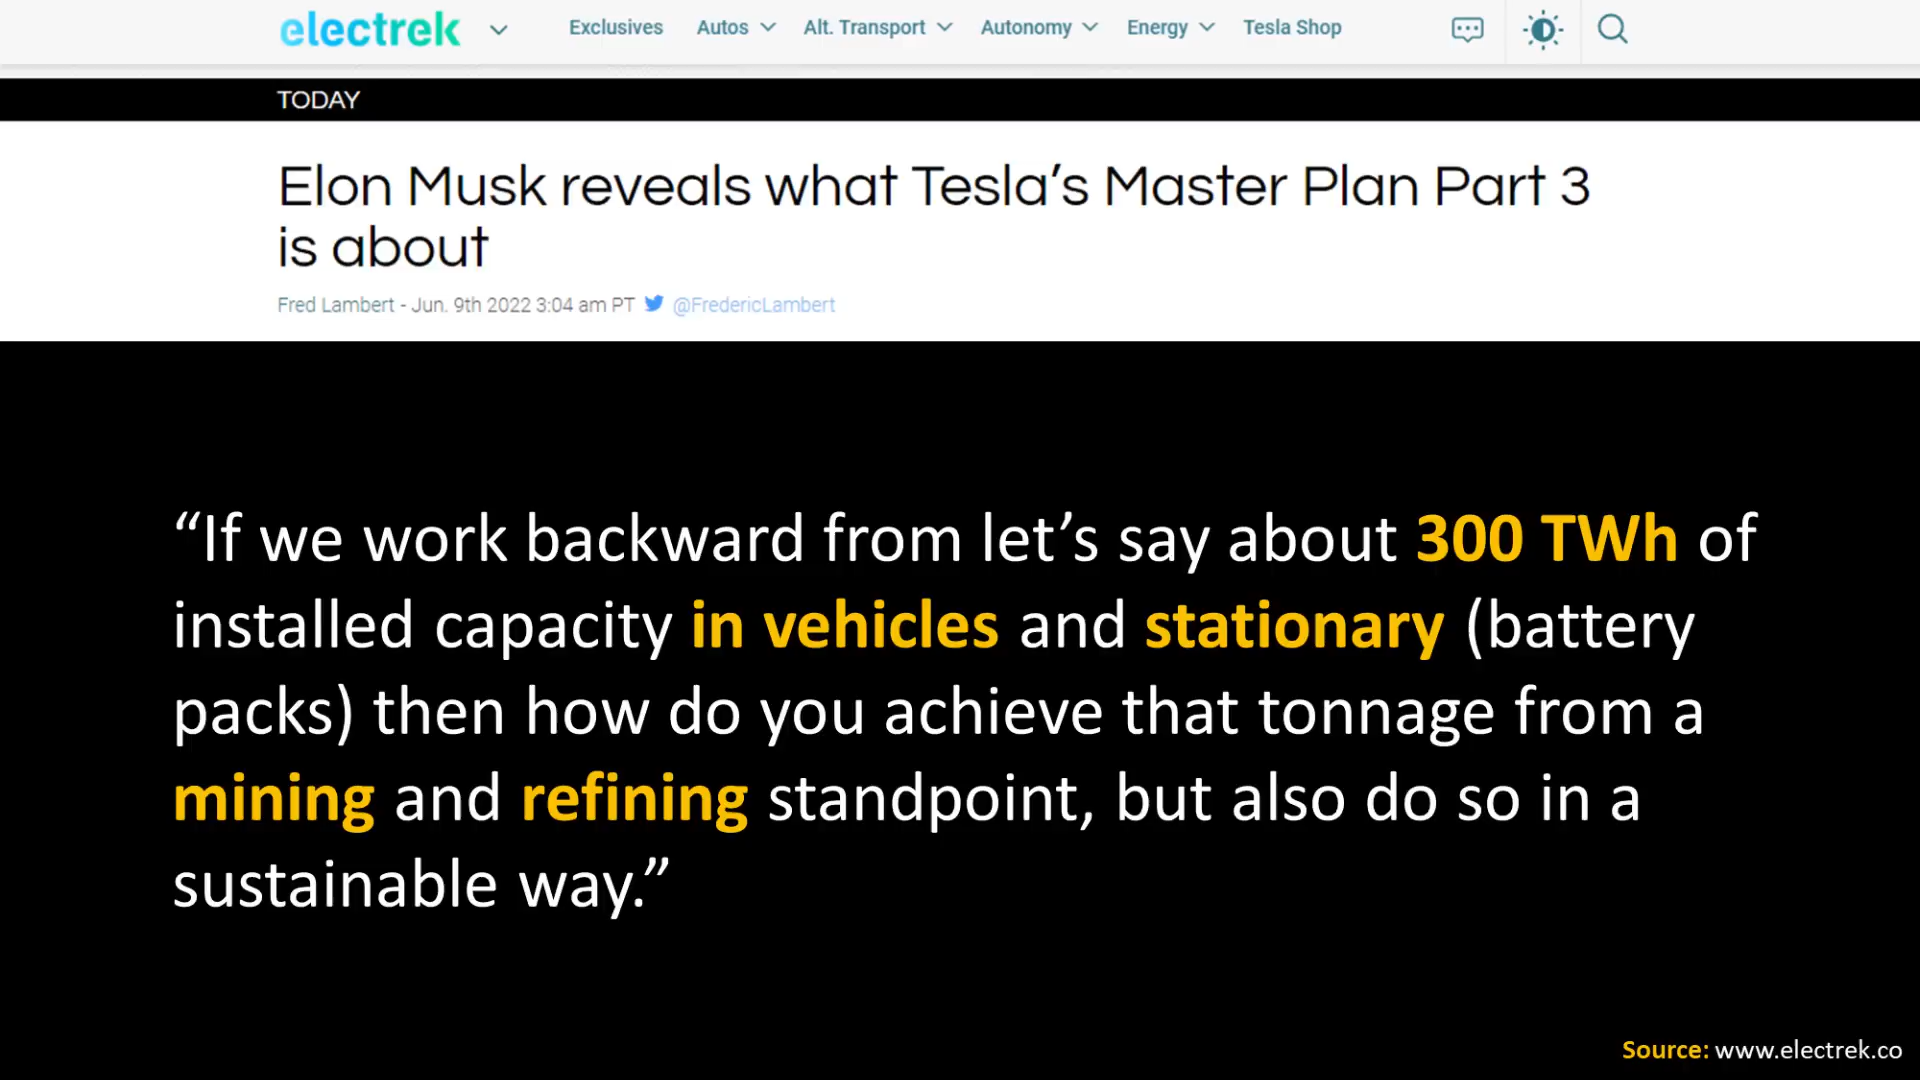 electrek Exclusives Autos Alt. Transport Autonomy Energy Tesla Shop
TODAY
Elon Musk reveals what Tesla’s Master Plan Part 3
is about
Fred Lambert - Jun. 9th 2022 3:04 am PT @FredericLambert
“If we work backward from let’s say about 300 TWh of
installed capacity in vehicles and stationary (battery
packs) then how do you achieve that tonnage from a
mining and refining standpoint, but also do so in a
sustainable way.”
Source: www.electrek.co